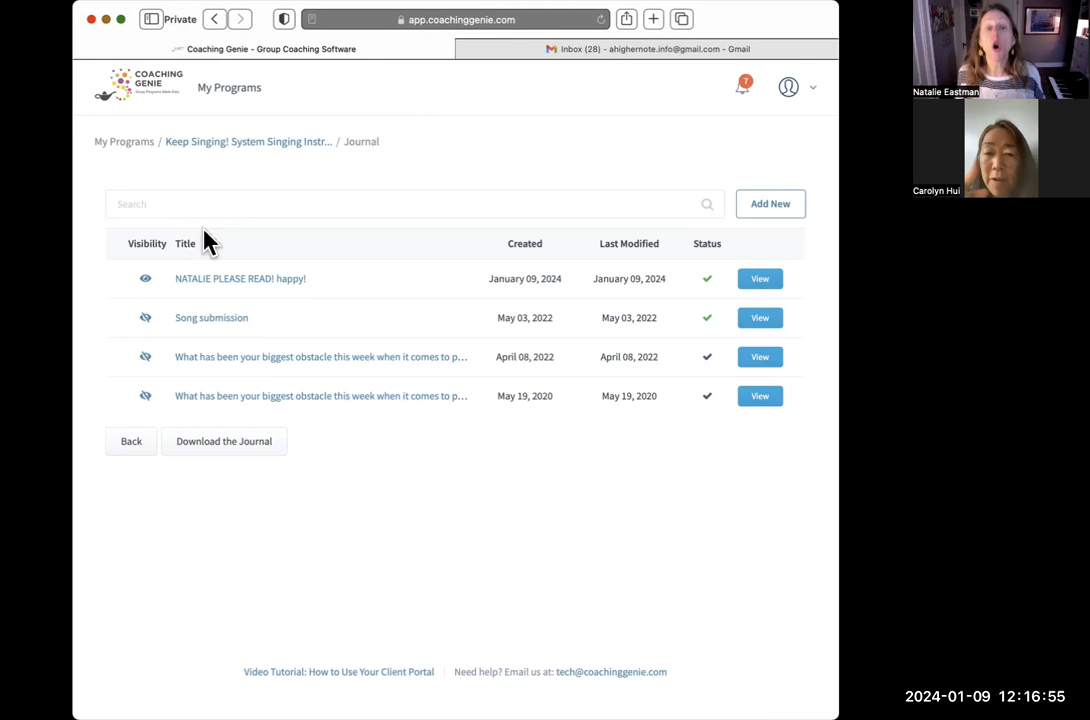 Private
app.coachinggenie.com
Coaching Genie - Group Coaching Software
Inbox (28) - ahighernote.info@gmail.com - Gmail
COACHING
GENIE
Group Programs Made Easy
My Programs
7
My Programs / Keep Singing! System Singing Instr... / Journal
Search
Add New
Visibility Title Created Last Modified Status
NATALIE PLEASE READ! happy! January 09, 2024 January 09, 2024 View
Song submission May 03, 2022 May 03, 2022 View
What has been your biggest obstacle this week when it comes to p... April 08, 2022 April 08, 2022 View
What has been your biggest obstacle this week when it comes to p... May 19, 2020 May 19, 2020 View
Back Download the Journal
Video Tutorial: How to Use Your Client Portal Need help? Email us at: tech@coachinggenie.com
Natalie Eastman
Carolyn Hui
2024-01-09 12:16:55